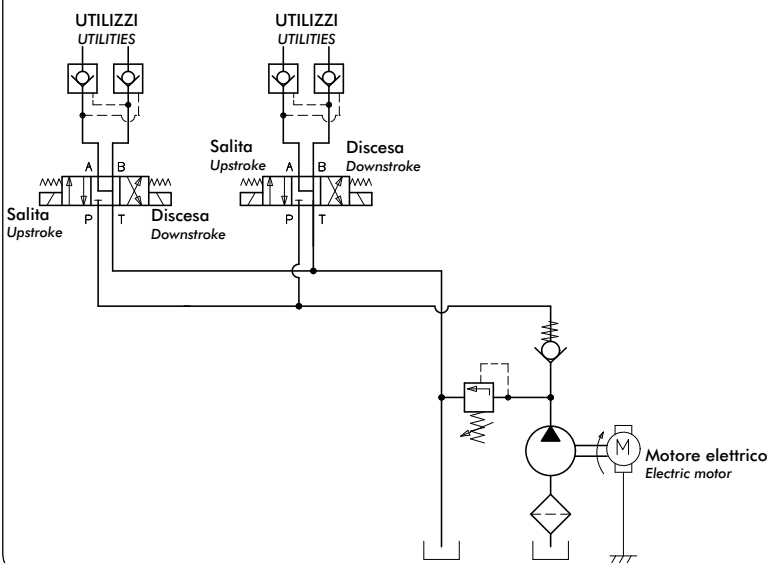 UTILIZZI
UTILITIES
UTILIZZI
UTILITIES
Salita
Upstroke
Discesa
Downstroke
A B
A B
P T
P T
Salita
Upstroke
Discesa
Downstroke
M
Motore elettrico
Electric motor